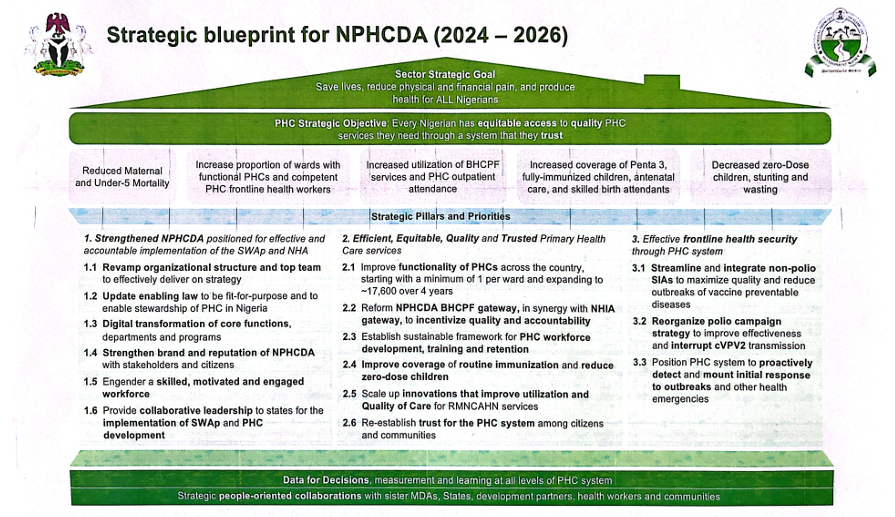 Strategic blueprint for NPHCDA (2024 – 2026)
Sector Strategic Goal
Save lives, reduce physical and financial pain, and produce
health for ALL Nigerians
PHC Strategic Objective: Every Nigerian has equitable access to quality PHC
services they need through a system that they trust
Reduced Maternal
and Under-5 Mortality
Increase proportion of wards with
functional PHCs and competent
PHC frontline health workers
Increased utilization of BHCPF
services and PHC outpatient
attendance
Increased coverage of Penta 3,
fully-immunized children, antenatal
care, and skilled birth attendants
Decreased zero-Dose
children, stunting and
wasting
Strategic Pillars and Priorities
1. Strengthened NPHCDA positioned for effective and
accountable implementation of the SWAp and NHA
1.1 Revamp organizational structure and top team
to effectively deliver on strategy
1.2 Update enabling law to be fit-for-purpose and to
enable stewardship of PHC in Nigeria
1.3 Digital transformation of core functions,
departments and programs
1.4 Strengthen brand and reputation of NPHCDA
with stakeholders and citizens
1.5 Engender a skilled, motivated and engaged
workforce
1.6 Provide collaborative leadership to states for the
implementation of SWAp and PHC
development
2. Efficient, Equitable, Quality and Trusted Primary Health
Care services
2.1 Improve functionality of PHCs across the country,
starting with a minimum of 1 per ward and expanding to
~17,600 over 4 years
2.2 Reform NPHCDA BHCPF gateway, in synergy with NHIA
gateway, to incentivize quality and accountability
2.3 Establish sustainable framework for PHC workforce
development, training and retention
2.4 Improve coverage of routine immunization and reduce
zero-dose children
2.5 Scale up innovations that improve utilization and
Quality of Care for RMNCAHN services
2.6 Re-establish trust for the PHC system among citizens
and communities
3. Effective frontline health security
through PHC system
3.1 Streamline and integrate non-polio
SIAs to maximize quality and reduce
outbreaks of vaccine preventable
diseases
3.2 Reorganize polio campaign
strategy to improve effectiveness
and interrupt cVPV2 transmission
3.3 Position PHC system to proactively
detect and mount initial response
to outbreaks and other health
emergencies
Data for Decisions, measurement and learning at all levels of PHC system
Strategic people-oriented collaborations with sister MDAs, States, development partners, health workers and communities